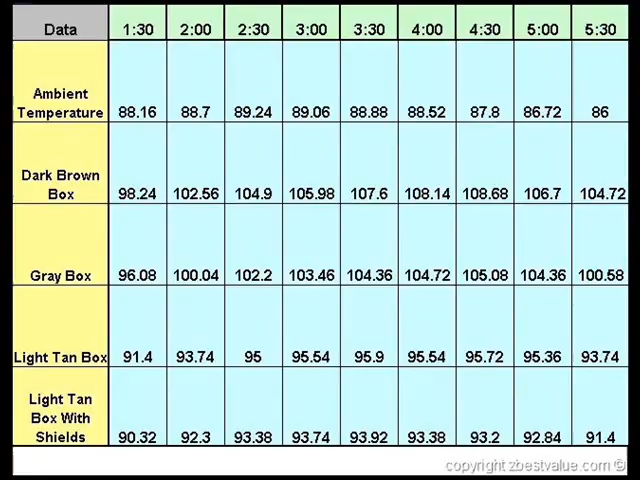 Data 1:30 2:00 2:30 3:00 3:30 4:00 4:30 5:00 5:30
Ambient
Temperature 88.16 88.7 89.24 89.06 88.88 88.52 87.8 86.72 86
Dark Brown
Box 98.24 102.56 104.9 105.98 107.6 108.14 108.68 106.7 104.72
Gray Box 96.08 100.04 102.2 103.46 104.36 104.72 105.08 104.36 100.58
Light Tan Box 91.4 93.74 95 95.54 95.9 95.54 95.72 95.36 93.74
Light Tan
Box With
Shields 90.32 92.3 93.38 93.74 93.92 93.38 93.2 92.84 91.4
copyright zbestvalue.com ©